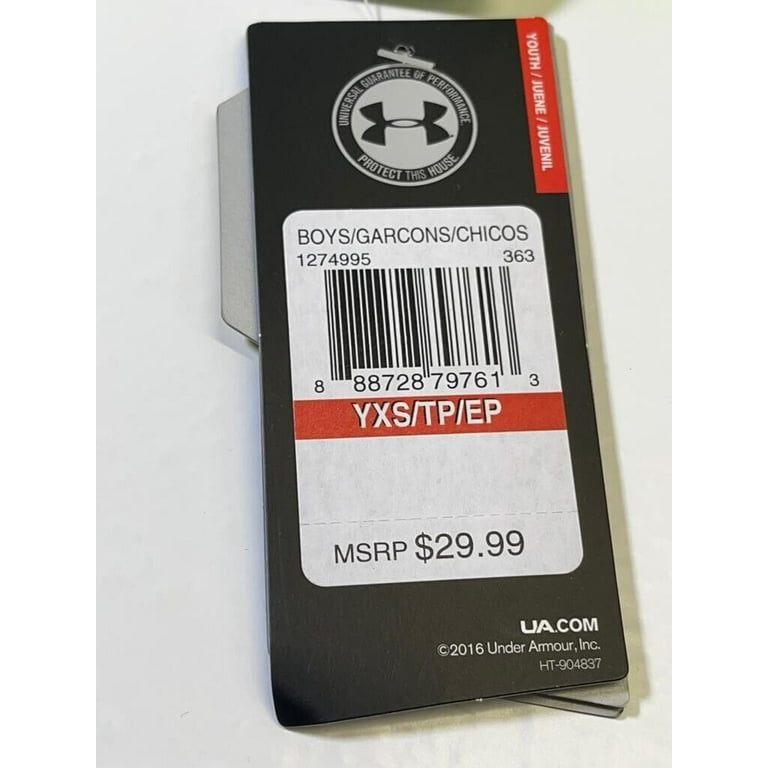 UNIVERSAL GUARANTEE OF PERFORMANCE
PROTECT THIS HOUSE
YOUTH / JUENE / JUVENIL
BOYS/GARCONS/CHICOS
1274995 363
8 88728 79761 3
YXS/TP/EP
MSRP $29.99
UA.COM
©2016 Under Armour, Inc.
HT-904837